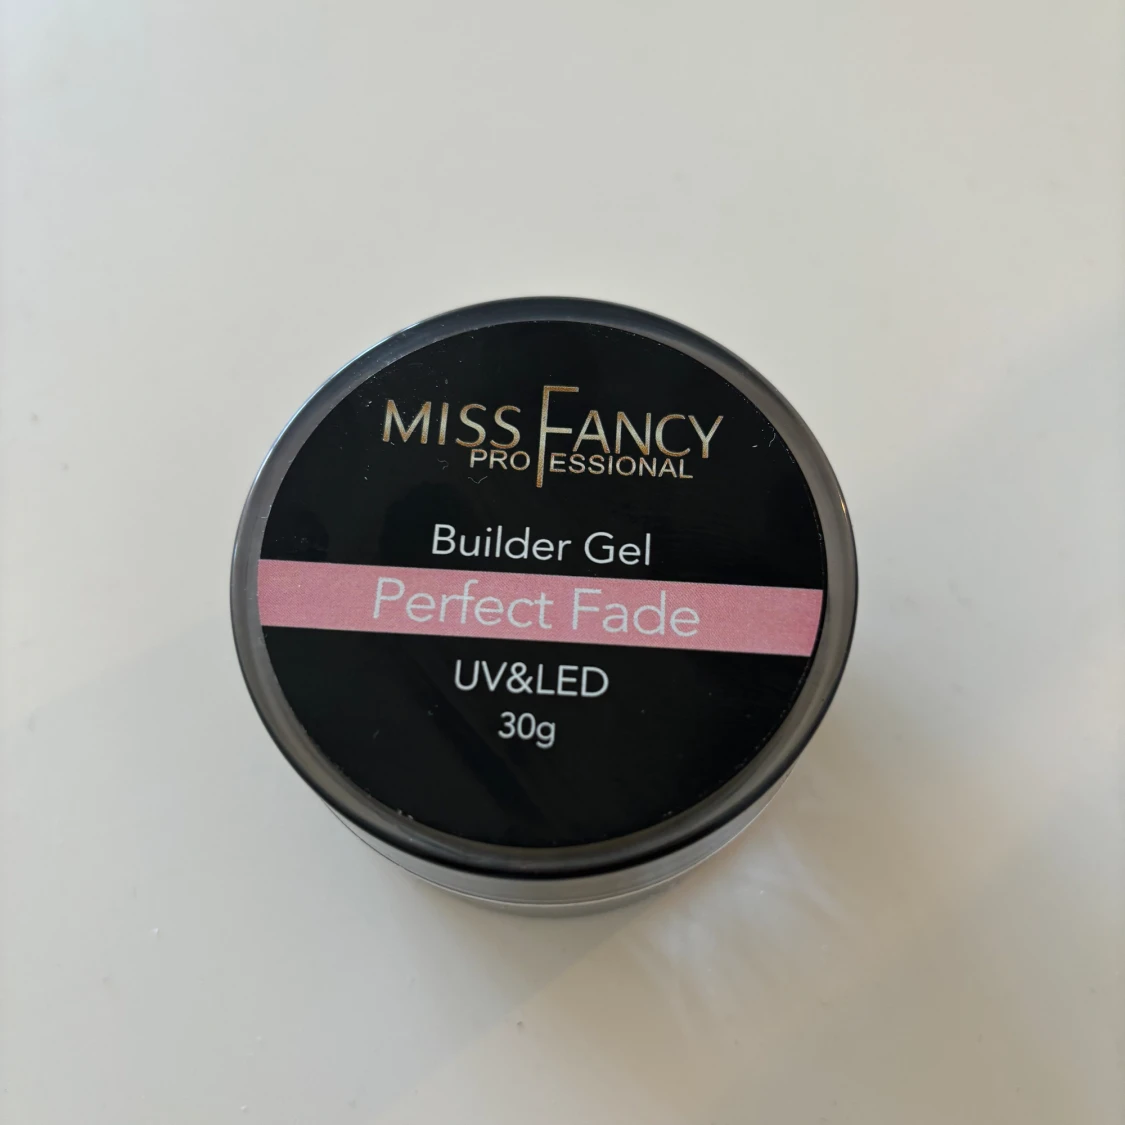 MISS FANCY
PROFESSIONAL
Builder Gel
Perfect Fade
UV&LED
30g